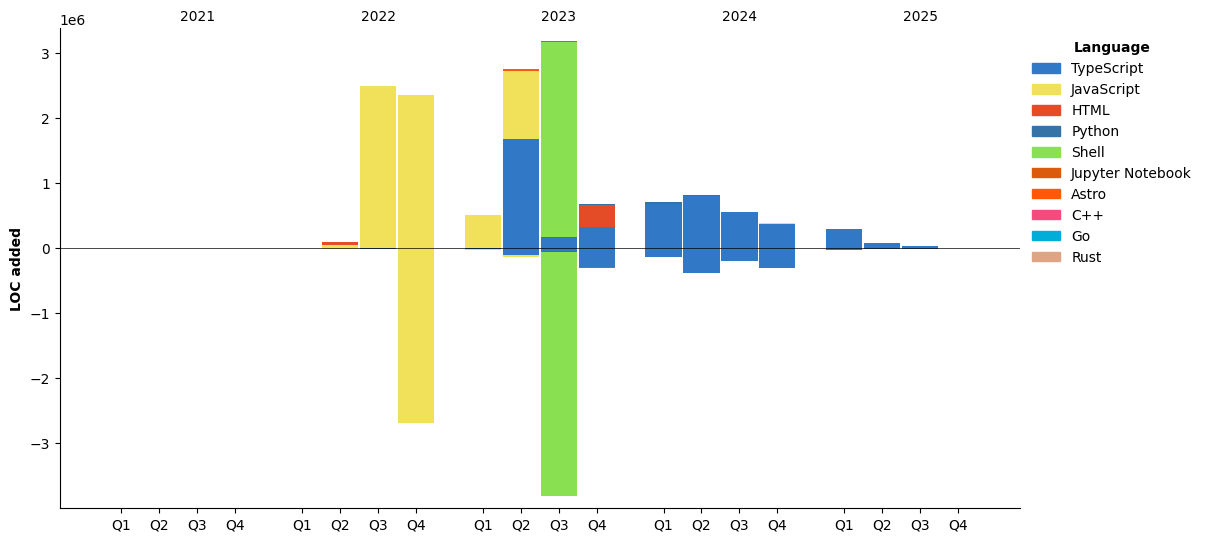 1e6
2021 2022 2023 2024 2025
3
2
1
0
−1
−2
−3
LOC added
Q1 Q2 Q3 Q4 Q1 Q2 Q3 Q4 Q1 Q2 Q3 Q4 Q1 Q2 Q3 Q4 Q1 Q2 Q3 Q4
Language
TypeScript
JavaScript
HTML
Python
Shell
Jupyter Notebook
Astro
C++
Go
Rust